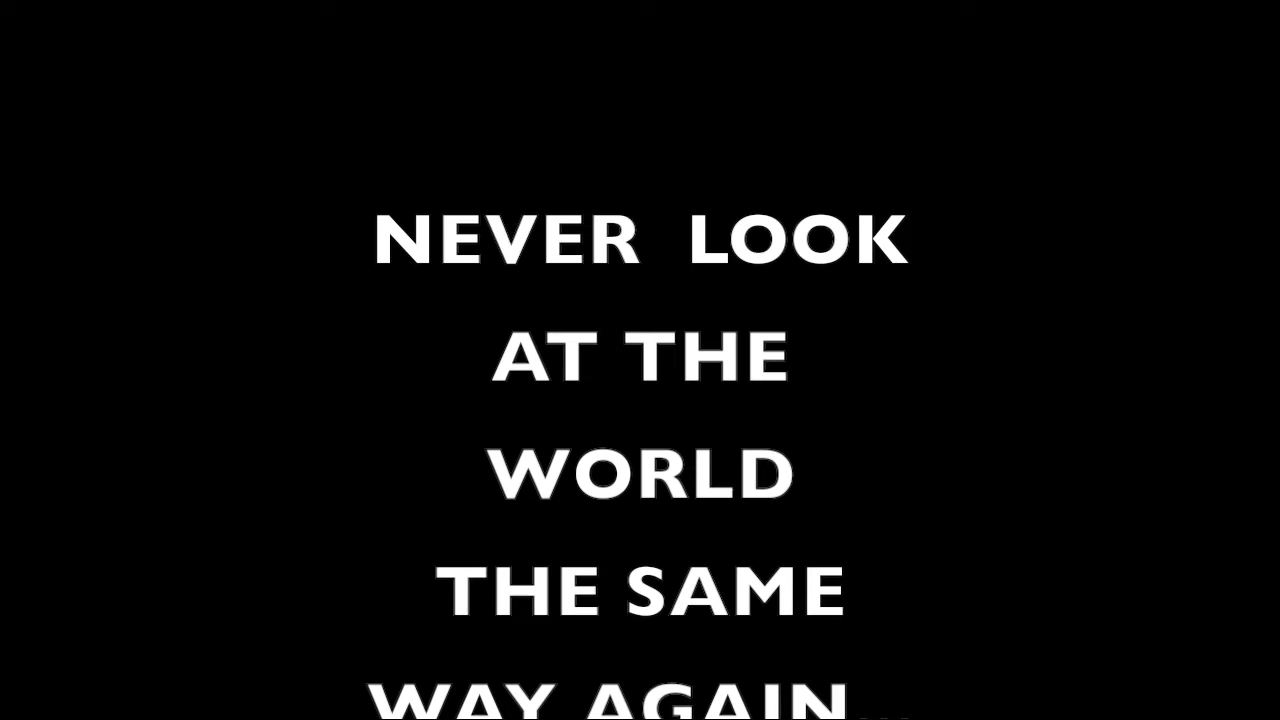 NEVER  LOOK
AT THE
WORLD
THE SAME
WAY AGAIN...